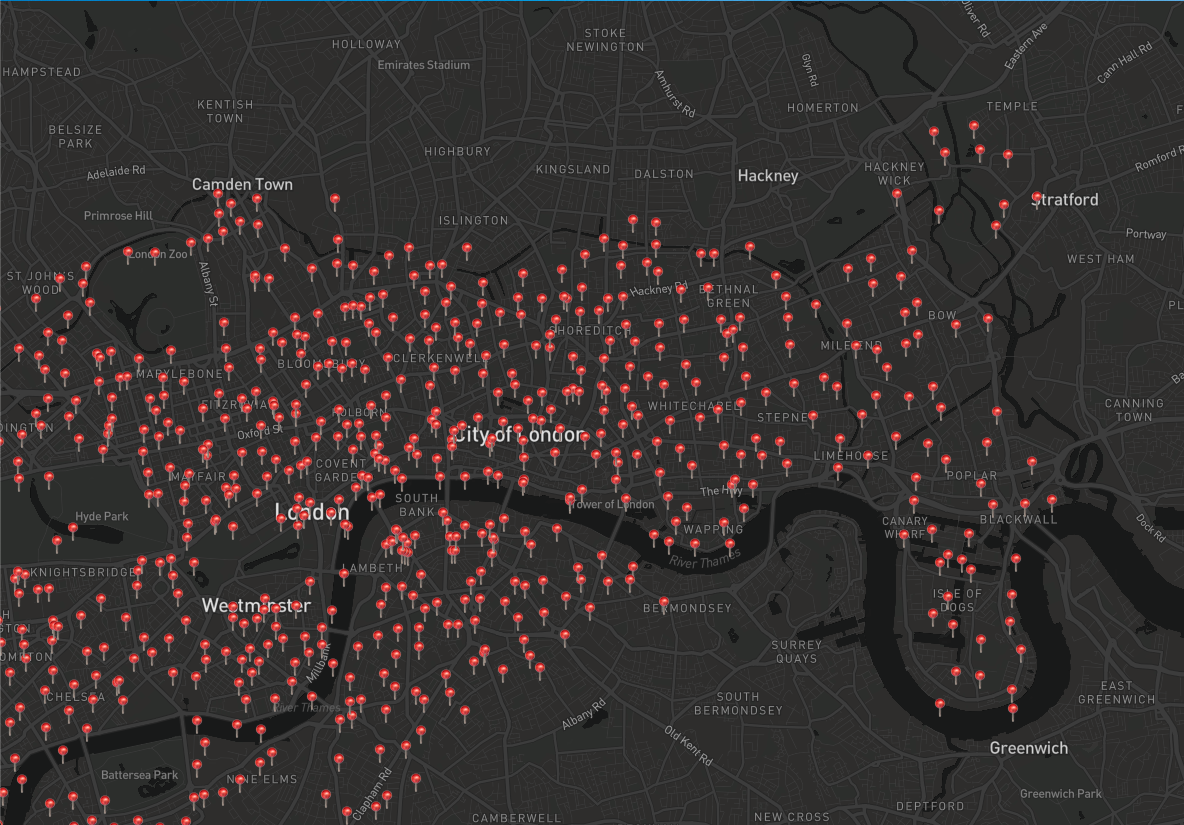 Oliver Rd
Eastern Ave
STOKE
NEWINGTON
HOLLOWAY
Emirates Stadium
Cann Hall Rd
HAMPSTEAD
Glyn Rd
Amhurst Rd
KENTISH
TOWN
HOMERTON
TEMPLE
BELSIZE
PARK
HIGHBURY
Romford R
Adelaide Rd
KINGSLAND
DALSTON
Hackney
HACKNEY
WICK
Camden Town
Stratford
Primrose Hill
ISLINGTON
Portway
London Zoo
WEST HAM
ST JOHN'S
WOOD
Albany St
Hackney Rd
BETHNAL
GREEN
PL
BOW
SHOREDITCH
MILE END
CLERKENWELL
BLOOMSBURY
MARYLEBONE
Ba
FITZROVIA
HOLBORN
WHITECHAPEL
STEPNEY
CANNING
TOWN
DINGTON
Oxford St
City of London
LIMEHOUSE
COVENT
GARDEN
MAYFAIR
POPLAR
The Hwy
SOUTH
BANK
Tower of London
London
Hyde Park
CANARY
WHARF
BLACKWALL
Dock Rd
WAPPING
River Thames
KNIGHTSBRIDGE
LAMBETH
Westminster
BERMONDSEY
ISLE OF
DOGS
H
GTON
SURREY
QUAYS
OMPTON
Millbank
CHELSEA
EAST
GREENWICH
SOUTH
BERMONDSEY
River Thames
Albany Rd
Old Kent Rd
Greenwich
Battersea Park
NINE ELMS
Clapham Rd
Greenwich Park
DEPTFORD
CAMBERWELL
NEW CROSS